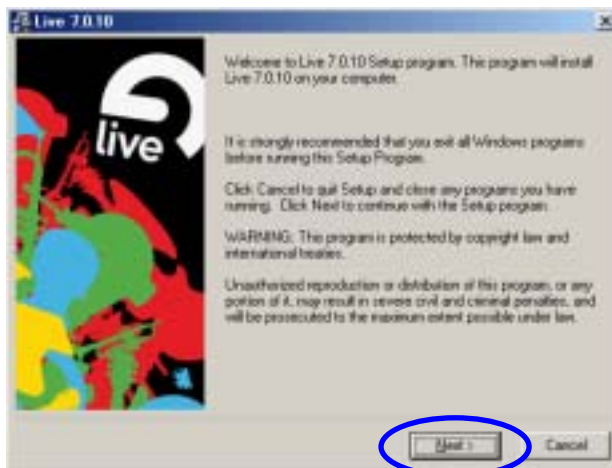 Live 7.0.10
live
Welcome to Live 7.0.10 Setup program. This program will install
Live 7.0.10 on your computer.
It is strongly recommended that you exit all Windows programs
before running this Setup Program.
Click Cancel to quit Setup and close any programs you have
running. Click Next to continue with the Setup program.
WARNING: This program is protected by copyright law and
international treaties.
Unauthorized reproduction or distribution of this program, or any
portion of it, may result in severe civil and criminal penalties, and
will be prosecuted to the maximum extent possible under law.
Next >
Cancel